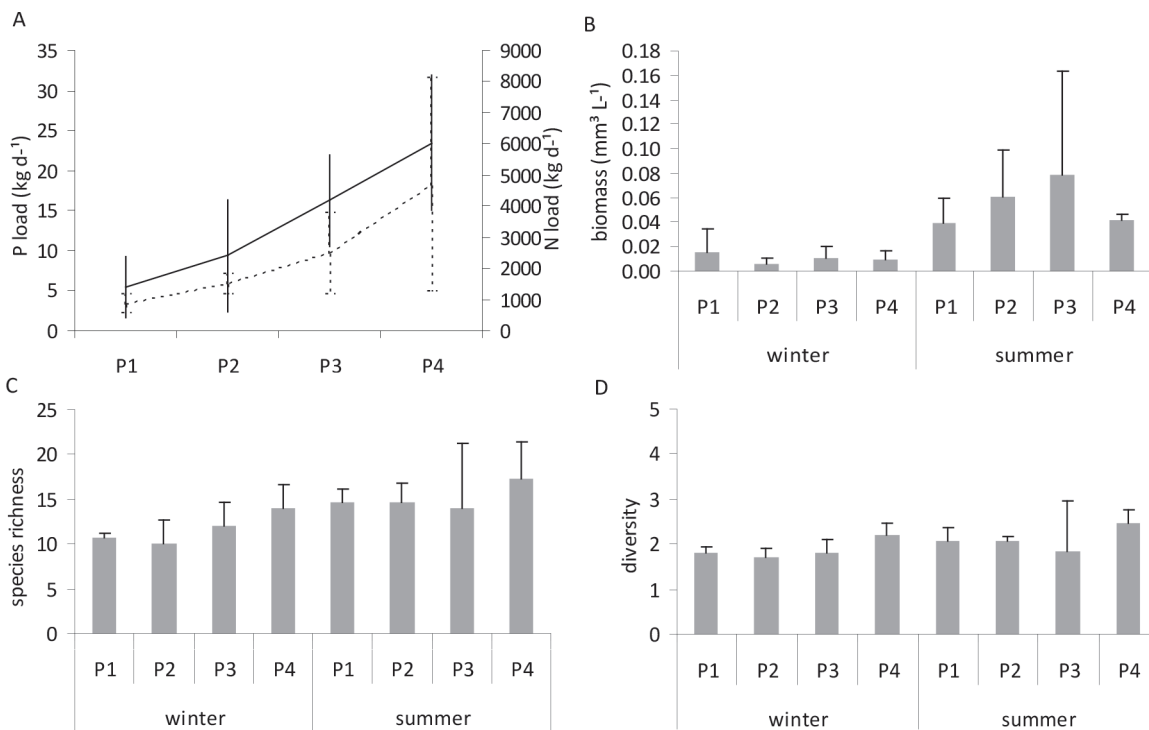 A
35
30
25
20
15
10
5
0
P load (kg d-¹)
9000
8000
7000
6000
5000
4000
3000
2000
1000
0
N load (kg d-¹)
P1 P2 P3 P4
B
0.18
0.16
0.14
0.12
0.10
0.08
0.06
0.04
0.02
0.00
biomass (mm³ L-¹)
P1 P2 P3 P4 P1 P2 P3 P4
winter summer
C
25
20
15
10
5
0
species richness
P1 P2 P3 P4 P1 P2 P3 P4
winter summer
D
5
4
3
2
1
0
diversity
P1 P2 P3 P4 P1 P2 P3 P4
winter summer